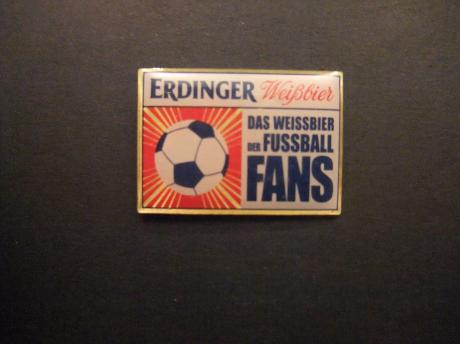 ERDINGER Weißbier
DAS WEISSBIER
DER FUSSBALL
FANS